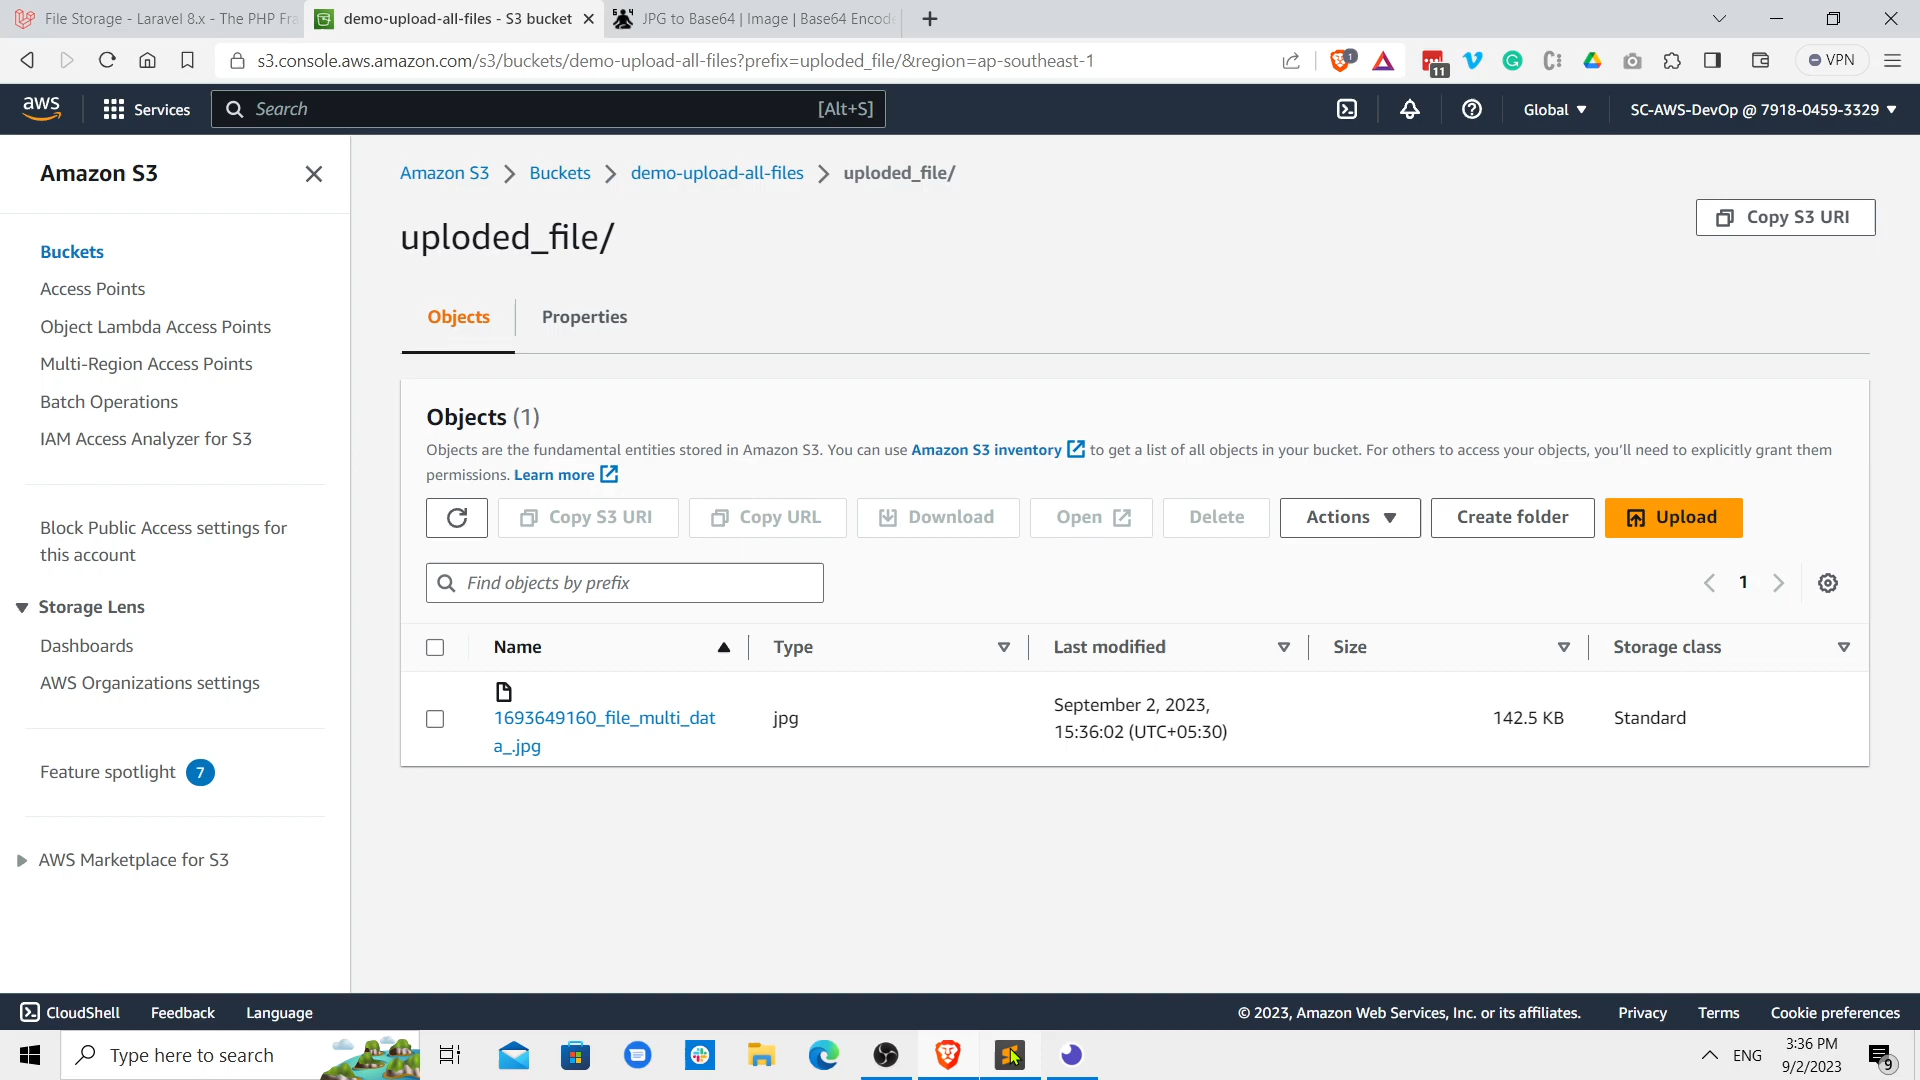 File Storage - Laravel 8.x - The PHP Fra
demo-upload-all-files - S3 bucket
JPG to Base64 | Image | Base64 Encode
s3.console.aws.amazon.com/s3/buckets/demo-upload-all-files?prefix=uploded_file/&region=ap-southeast-1
1
11
VPN
aws
Services
Search
[Alt+S]
Global
SC-AWS-DevOp @ 7918-0459-3329
Amazon S3
Buckets
Access Points
Object Lambda Access Points
Multi-Region Access Points
Batch Operations
IAM Access Analyzer for S3
Block Public Access settings for
this account
Storage Lens
Dashboards
AWS Organizations settings
Feature spotlight 7
AWS Marketplace for S3
Amazon S3 > Buckets > demo-upload-all-files > uploded_file/
uploded_file/
Copy S3 URI
Objects
Properties
Objects (1)
Objects are the fundamental entities stored in Amazon S3. You can use Amazon S3 inventory to get a list of all objects in your bucket. For others to access your objects, you'll need to explicitly grant them
permissions. Learn more
Copy S3 URI
Copy URL
Download
Open
Delete
Actions
Create folder
Upload
Find objects by prefix
1
Name
Type
Last modified
Size
Storage class
1693649160_file_multi_dat
a_.jpg
jpg
September 2, 2023,
15:36:02 (UTC+05:30)
142.5 KB
Standard
CloudShell
Feedback
Language
© 2023, Amazon Web Services, Inc. or its affiliates.
Privacy
Terms
Cookie preferences
Type here to search
ENG
3:36 PM
9/2/2023
9